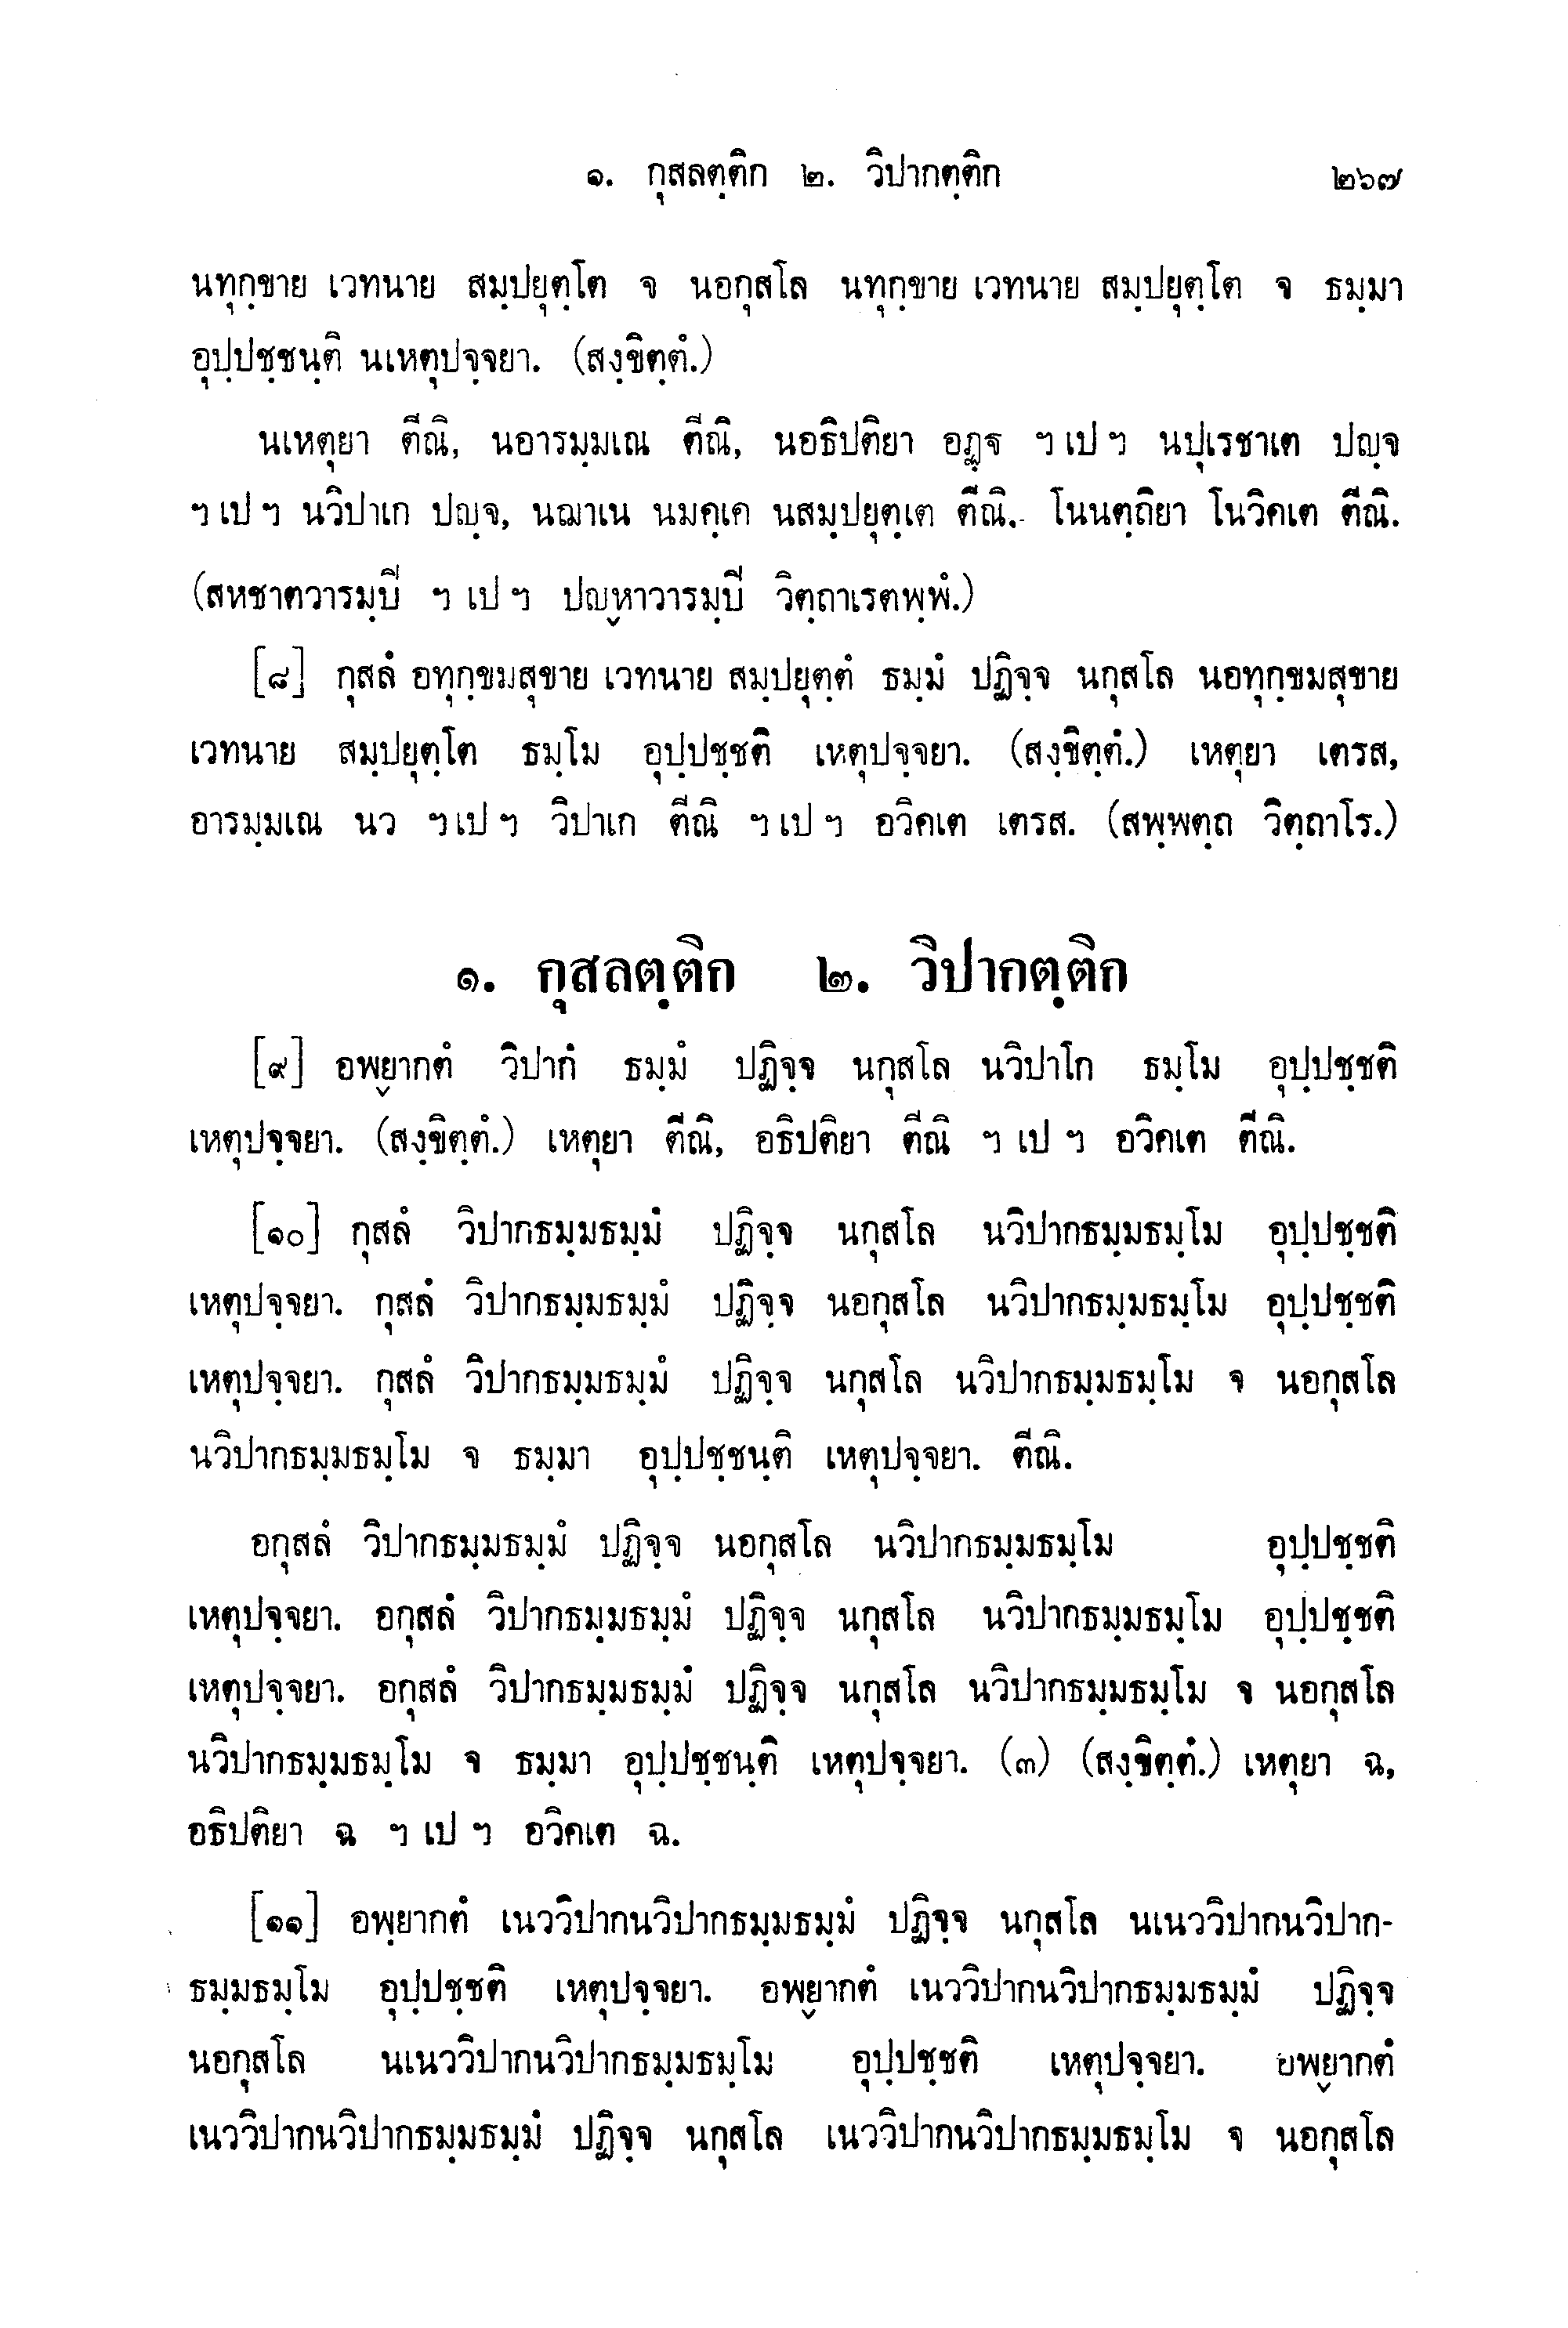 ๑. กุสลตฺติก ๒. วิปากตฺติก ๒๖๗
นทุกฺขาย เวทนาย สมฺปยุตฺโต จ นอกุสโล นทุกฺขาย เวทนาย สมฺปยุตฺโต จ ธมฺมา
อุปฺปชฺชนฺติ นเหตุปจฺจยา. (สงฺขิตฺตํ.)
นเหตุยา ตีณิ, นอารมฺมเณ ตีณิ, นอธิปติยา อฏฺฐ ฯ เป ฯ นปุเรชาเต ปญฺจ
ฯ เป ฯ นวิปาเก ปญฺจ, นฌาเน นมคฺเค นสมฺปยุตฺเต ตีณิ. โนนตฺถิยา โนวิคเต ตีณิ.
(สหชาตวารมฺปี ฯ เป ฯ ปญฺหาวารมฺปี วิตฺถาเรตพฺพํ.)
[๘] กุสลํ อทุกฺขมสุขาย เวทนาย สมฺปยุตฺตํ ธมฺมํ ปฏิจฺจ นกุสโล นอทุกฺขมสุขาย
เวทนาย สมฺปยุตฺโต ธมฺโม อุปฺปชฺชติ เหตุปจฺจยา. (สงฺขิตฺตํ.) เหตุยา เตรส,
อารมฺมเณ นว ฯ เป ฯ วิปาเก ตีณิ ฯ เป ฯ อวิคเต เตรส. (สพฺพตฺถ วิตฺถาโร.)
๑. กุสลตฺติก ๒. วิปากตฺติก
[๙] อพฺยากตํ วิปากํ ธมฺมํ ปฏิจฺจ นกุสโล นวิปาโก ธมฺโม อุปฺปชฺชติ
เหตุปจฺจยา. (สงฺขิตฺตํ.) เหตุยา ตีณิ, อธิปติยา ตีณิ ฯ เป ฯ อวิคเต ตีณิ.
[๑๐] กุสลํ วิปากธมฺมธมฺมํ ปฏิจฺจ นกุสโล นวิปากธมฺมธมฺโม อุปฺปชฺชติ
เหตุปจฺจยา. กุสลํ วิปากธมฺมธมฺมํ ปฏิจฺจ นอกุสโล นวิปากธมฺมธมฺโม อุปฺปชฺชติ
เหตุปจฺจยา. กุสลํ วิปากธมฺมธมฺมํ ปฏิจฺจ นกุสโล นวิปากธมฺมธมฺโม จ นอกุสโล
นวิปากธมฺมธมฺโม จ ธมฺมา อุปฺปชฺชนฺติ เหตุปจฺจยา. ตีณิ.
อกุสลํ วิปากธมฺมธมฺมํ ปฏิจฺจ นอกุสโล นวิปากธมฺมธมฺโม อุปฺปชฺชติ
เหตุปจฺจยา. อกุสลํ วิปากธมฺมธมฺมํ ปฏิจฺจ นกุสโล นวิปากธมฺมธมฺโม อุปฺปชฺชติ
เหตุปจฺจยา. อกุสลํ วิปากธมฺมธมฺมํ ปฏิจฺจ นกุสโล นวิปากธมฺมธมฺโม จ นอกุสโล
นวิปากธมฺมธมฺโม จ ธมฺมา อุปฺปชฺชนฺติ เหตุปจฺจยา. (๓) (สงฺขิตฺตํ.) เหตุยา ฉ,
อธิปติยา ฉ ฯ เป ฯ อวิคเต ฉ.
[๑๑] อพฺยากตํ เนววิปากนวิปากธมฺมธมฺมํ ปฏิจฺจ นกุสโล นเนววิปากนวิปาก-
ธมฺมธมฺโม อุปฺปชฺชติ เหตุปจฺจยา. อพฺยากตํ เนววิปากนวิปากธมฺมธมฺมํ ปฏิจฺจ
นอกุสโล นเนววิปากนวิปากธมฺมธมฺโม อุปฺปชฺชติ เหตุปจฺจยา. อพฺยากตํ
เนววิปากนวิปากธมฺมธมฺมํ ปฏิจฺจ นกุสโล เนววิปากนวิปากธมฺมธมฺโม จ นอกุสโล